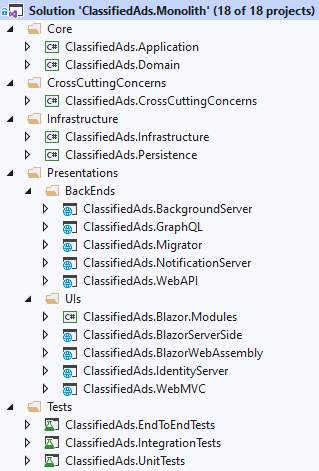 Solution 'ClassifiedAds.Monolith' (18 of 18 projects)
Core
C# ClassifiedAds.Application
C# ClassifiedAds.Domain
CrossCuttingConcerns
C# ClassifiedAds.CrossCuttingConcerns
Infrastructure
C# ClassifiedAds.Infrastructure
C# ClassifiedAds.Persistence
Presentations
BackEnds
ClassifiedAds.BackgroundServer
ClassifiedAds.GraphQL
ClassifiedAds.Migrator
ClassifiedAds.NotificationServer
ClassifiedAds.WebAPI
UIs
C# ClassifiedAds.Blazor.Modules
ClassifiedAds.BlazorServerSide
ClassifiedAds.BlazorWebAssembly
ClassifiedAds.IdentityServer
ClassifiedAds.WebMVC
Tests
ClassifiedAds.EndToEndTests
ClassifiedAds.IntegrationTests
ClassifiedAds.UnitTests